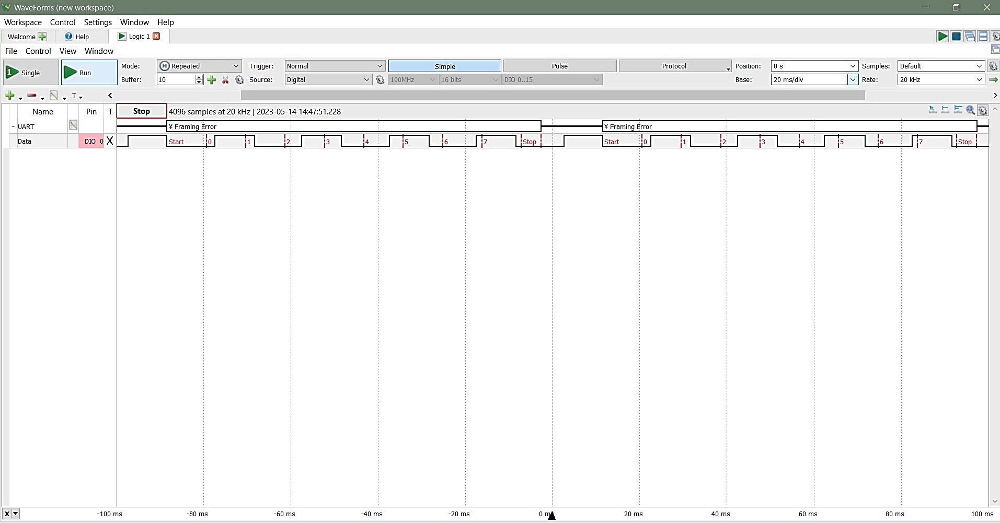 WaveForms (new workspace)
Workspace Control Settings Window Help
Welcome Help Logic 1
File Control View Window
1 Single Run Mode: Repeated Trigger: Normal Simple Pulse Protocol Position: 0 s Samples: Default
Buffer: 10 Source: Digital 100MHz 16 bits DIO 0..15 Base: 20 ms/div Rate: 20 kHz
T
Name Pin T Stop 4096 samples at 20 kHz | 2023-05-14 14:47:51.228
- UART ¥ Framing Error ¥ Framing Error
Data DIO 0 X Start 0 1 2 3 4 5 6 7 Stop Start 0 1 2 3 4 5 6 7 Stop
X -100 ms -80 ms -60 ms -40 ms -20 ms 0 ms 20 ms 40 ms 60 ms 80 ms 100 ms